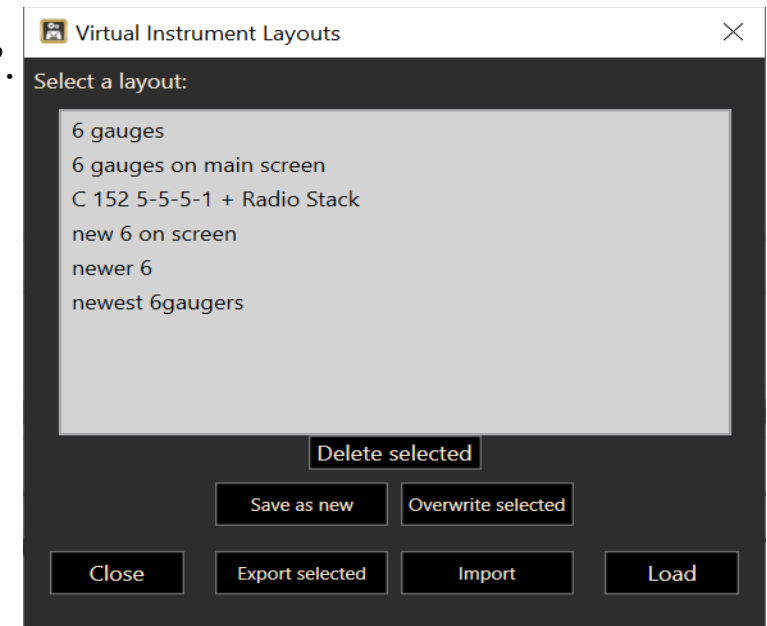 Virtual Instrument Layouts
Select a layout:
6 gauges
6 gauges on main screen
C 152 5-5-5-1 + Radio Stack
new 6 on screen
newer 6
newest 6gaugers
Delete selected
Save as new Overwrite selected
Close Export selected Import Load